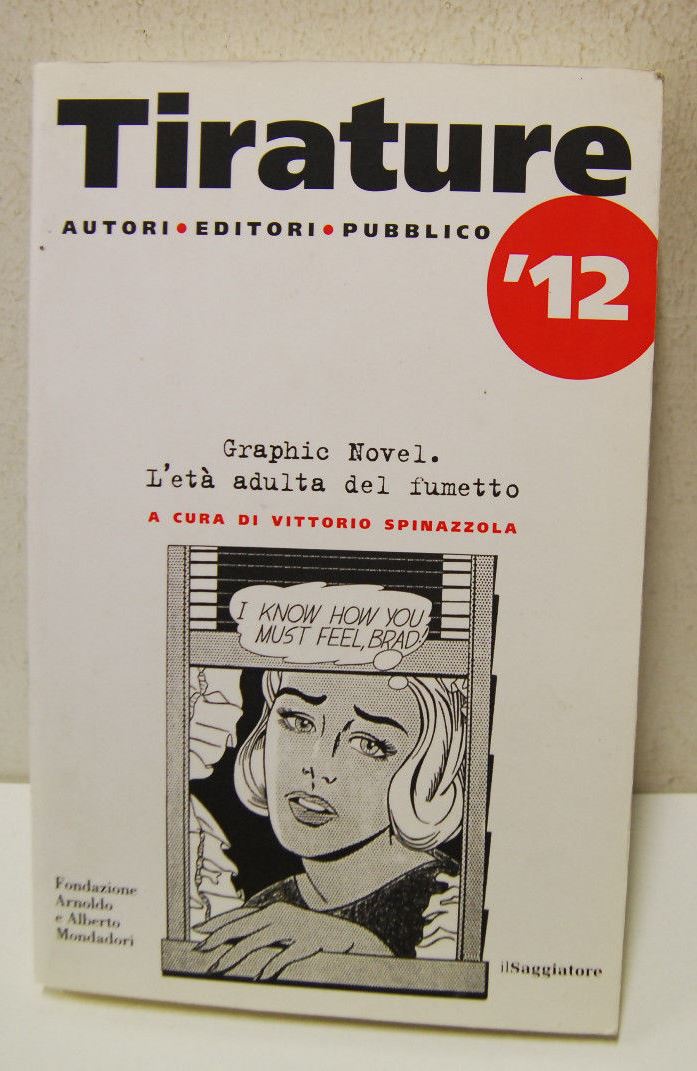 Tirature
AUTORI • EDITORI • PUBBLICO
'12
Graphic Novel.
L'età adulta del fumetto
A CURA DI VITTORIO SPINAZZOLA
I KNOW HOW YOU
MUST FEEL, BRAD!
Fondazione
Arnoldo
e Alberto
Mondadori
ilSaggiatore